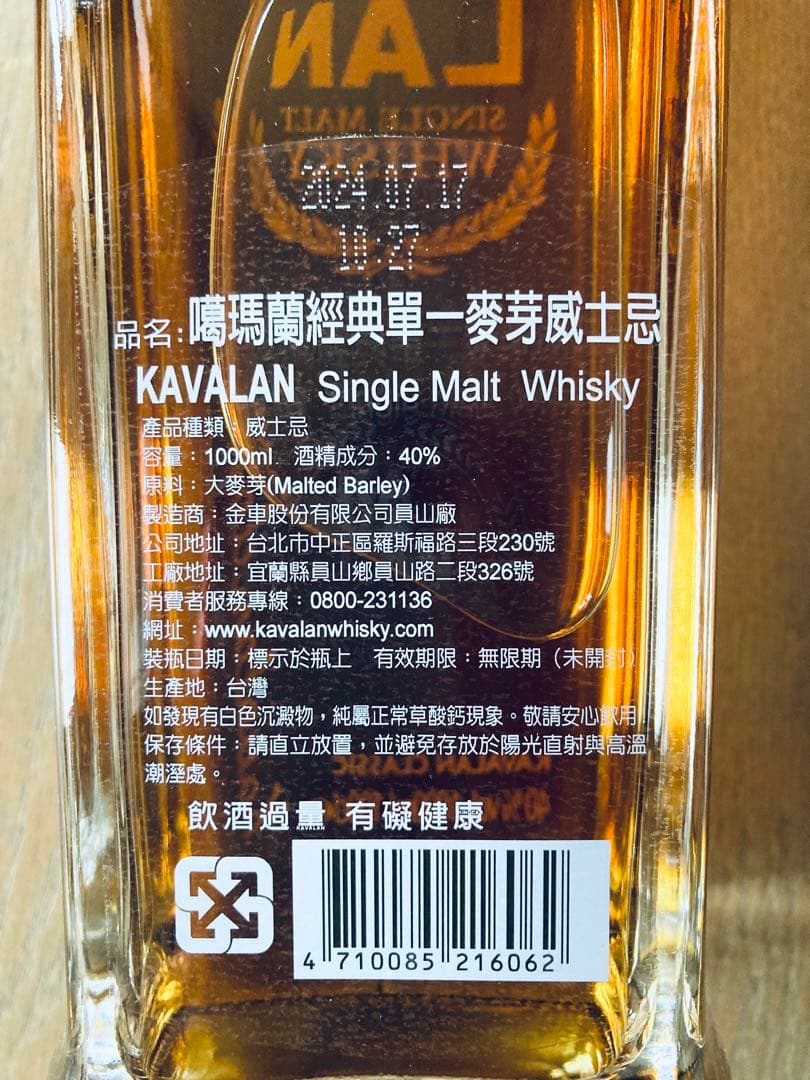 LAN
SINGLE MALT
WHISKY
2024.07.17
10:27
品名:噶瑪蘭經典單一麥芽威士忌
KAVALAN Single Malt Whisky
產品種類：威士忌
容量：1000ml 酒精成分：40%
原料：大麥芽(Malted Barley)
製造商：金車股份有限公司員山廠
公司地址：台北市中正區羅斯福路三段230號
工廠地址：宜蘭縣員山鄉員山路二段326號
消費者服務專線：0800-231136
網址：www.kavalanwhisky.com
裝瓶日期：標示於瓶上 有效期限：無限期（未開封）
生產地：台灣
如發現有白色沉澱物，純屬正常草酸鈣現象。敬請安心飲用!
保存條件：請直立放置，並避免存放於陽光直射與高溫
潮溼處。
KAVALAN CLASSIC
飲酒過量 有礙健康
KAVALAN
4 710085 216062